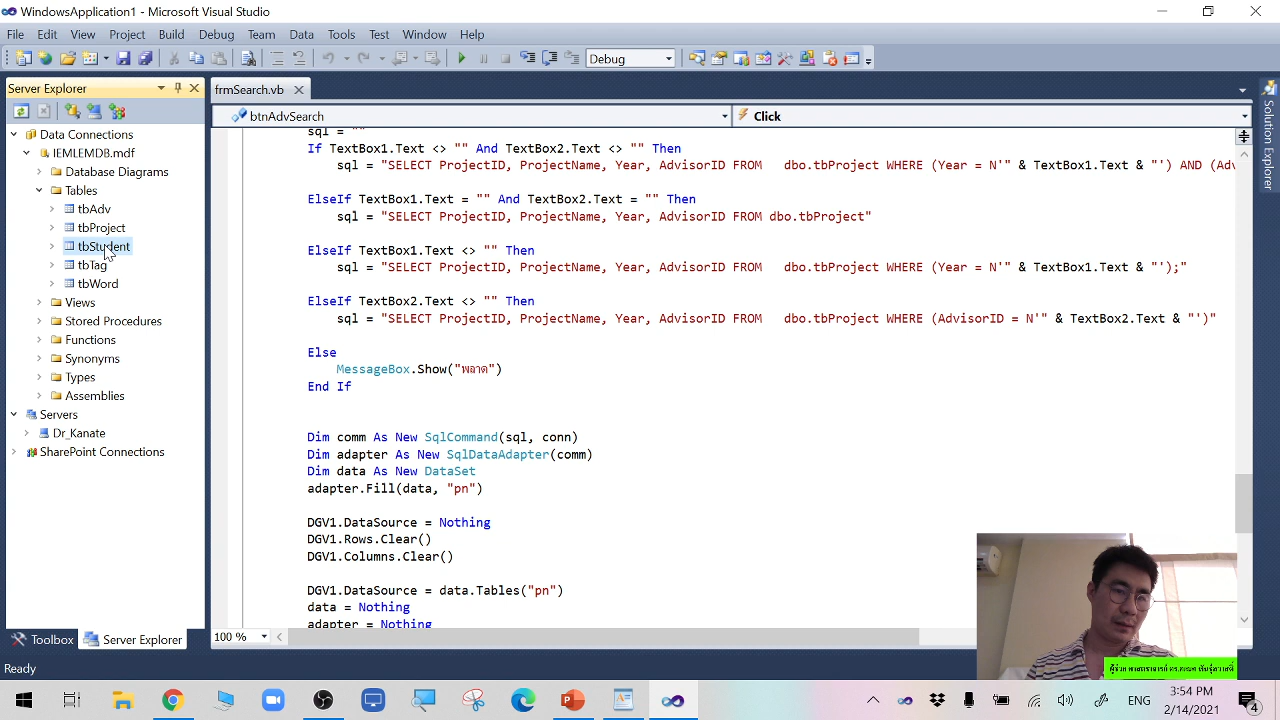 WindowsApplication1 - Microsoft Visual Studio
File Edit View Project Build Debug Team Data Tools Test Window Help
Debug
Server Explorer
frmSearch.vb
btnAdvSearch
Click
Data Connections
IEMLEMDB.mdf
Database Diagrams
Tables
tbAdv
tbProject
tbStudent
tbTag
tbWord
Views
Stored Procedures
Functions
Synonyms
Types
Assemblies
Servers
Dr_Kanate
SharePoint Connections
sql = ""
If TextBox1.Text <> "" And TextBox2.Text <> "" Then
sql = "SELECT ProjectID, ProjectName, Year, AdvisorID FROM dbo.tbProject WHERE (Year = N'" & TextBox1.Text & "') AND (Adv
ElseIf TextBox1.Text = "" And TextBox2.Text = "" Then
sql = "SELECT ProjectID, ProjectName, Year, AdvisorID FROM dbo.tbProject"
ElseIf TextBox1.Text <> "" Then
sql = "SELECT ProjectID, ProjectName, Year, AdvisorID FROM dbo.tbProject WHERE (Year = N'" & TextBox1.Text & "');"
ElseIf TextBox2.Text <> "" Then
sql = "SELECT ProjectID, ProjectName, Year, AdvisorID FROM dbo.tbProject WHERE (AdvisorID = N'" & TextBox2.Text & "')"
Else
MessageBox.Show("พลาด")
End If
Dim comm As New SqlCommand(sql, conn)
Dim adapter As New SqlDataAdapter(comm)
Dim data As New DataSet
adapter.Fill(data, "pn")
DGV1.DataSource = Nothing
DGV1.Rows.Clear()
DGV1.Columns.Clear()
DGV1.DataSource = data.Tables("pn")
data = Nothing
adapter = Nothing
Solution Explorer
100 %
Toolbox
Server Explorer
Ready
ENG
3:54 PM
2/14/2021
4